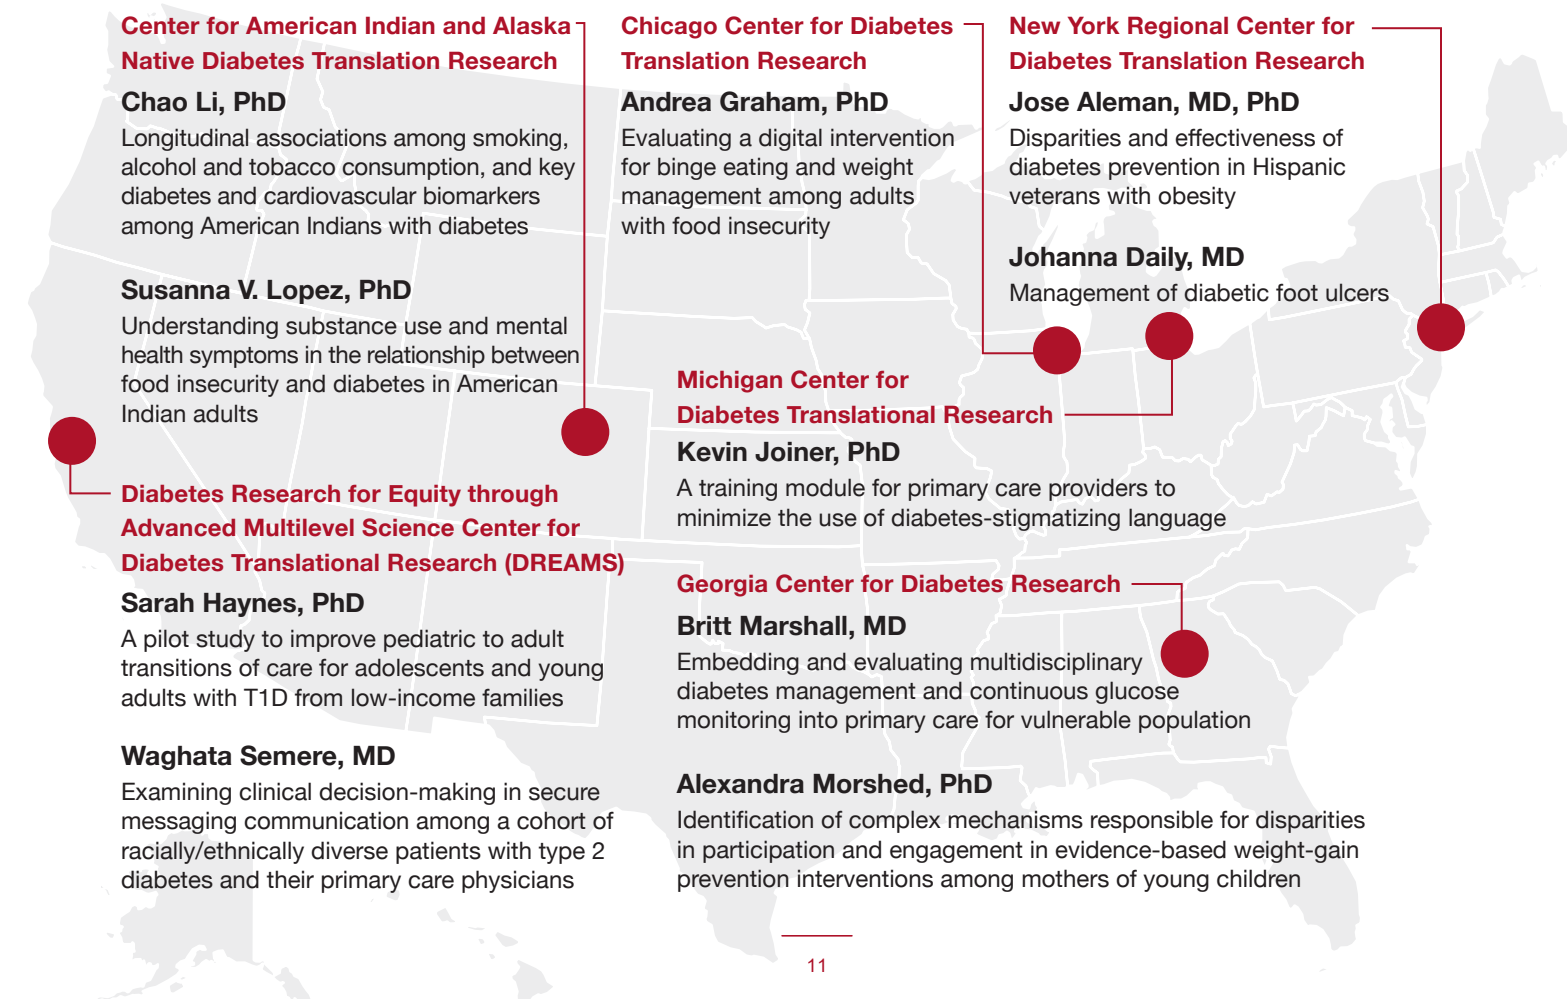 Center for American Indian and Alaska
Native Diabetes Translation Research
Chao Li, PhD
Longitudinal associations among smoking,
alcohol and tobacco consumption, and key
diabetes and cardiovascular biomarkers
among American Indians with diabetes
Susanna V. Lopez, PhD
Understanding substance use and mental
health symptoms in the relationship between
food insecurity and diabetes in American
Indian adults
Diabetes Research for Equity through
Advanced Multilevel Science Center for
Diabetes Translational Research (DREAMS)
Sarah Haynes, PhD
A pilot study to improve pediatric to adult
transitions of care for adolescents and young
adults with T1D from low-income families
Waghata Semere, MD
Examining clinical decision-making in secure
messaging communication among a cohort of
racially/ethnically diverse patients with type 2
diabetes and their primary care physicians
Chicago Center for Diabetes
Translation Research
Andrea Graham, PhD
Evaluating a digital intervention
for binge eating and weight
management among adults
with food insecurity
New York Regional Center for
Diabetes Translation Research
Jose Aleman, MD, PhD
Disparities and effectiveness of
diabetes prevention in Hispanic
veterans with obesity
Johanna Daily, MD
Management of diabetic foot ulcers
Michigan Center for
Diabetes Translational Research
Kevin Joiner, PhD
A training module for primary care providers to
minimize the use of diabetes-stigmatizing language
Georgia Center for Diabetes Research
Britt Marshall, MD
Embedding and evaluating multidisciplinary
diabetes management and continuous glucose
monitoring into primary care for vulnerable population
Alexandra Morshed, PhD
Identification of complex mechanisms responsible for disparities
in participation and engagement in evidence-based weight-gain
prevention interventions among mothers of young children
11